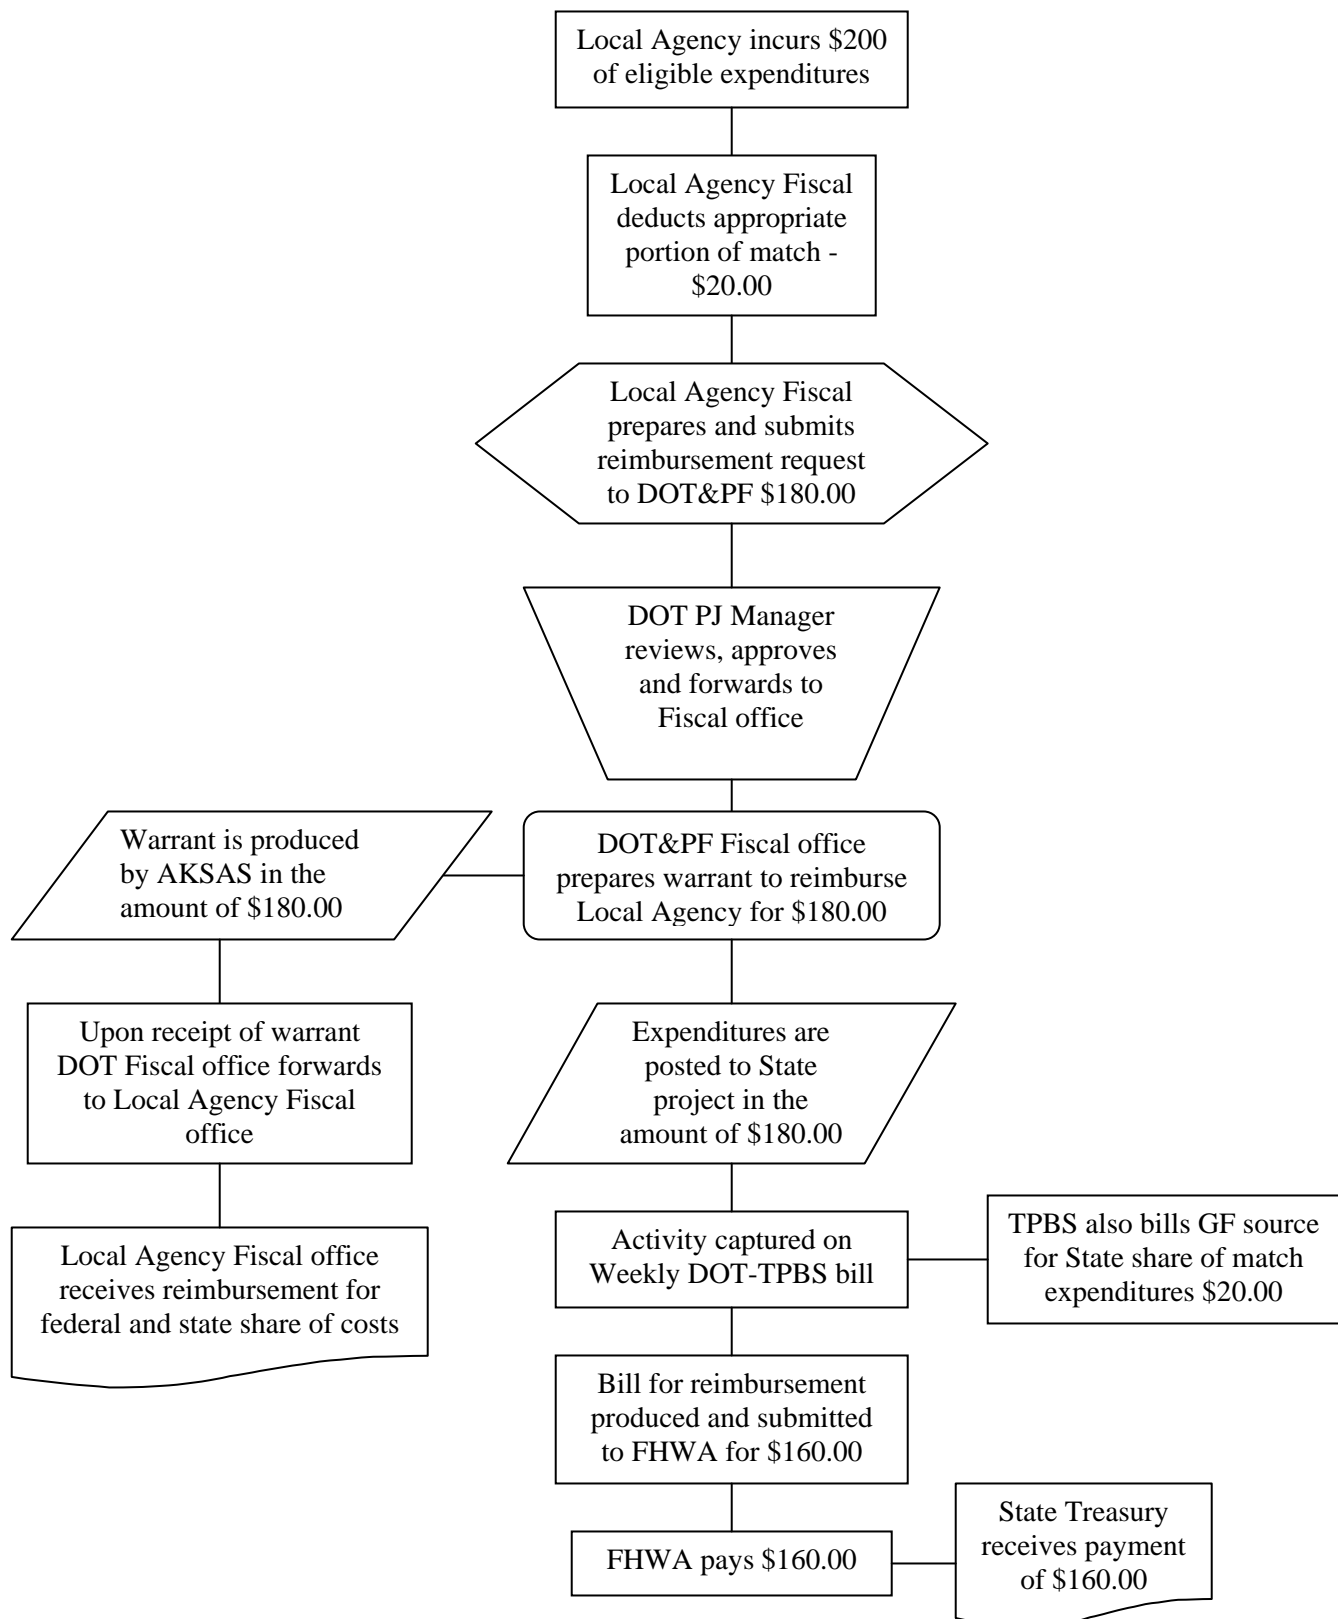 Local Agency incurs $200
of eligible expenditures
Local Agency Fiscal
deducts appropriate
portion of match -
$20.00
Local Agency Fiscal
prepares and submits
reimbursement request
to DOT&PF $180.00
DOT PJ Manager
reviews, approves
and forwards to
Fiscal office
Warrant is produced
by AKSAS in the
amount of $180.00
DOT&PF Fiscal office
prepares warrant to reimburse
Local Agency for $180.00
Upon receipt of warrant
DOT Fiscal office forwards
to Local Agency Fiscal
office
Expenditures are
posted to State
project in the
amount of $180.00
Local Agency Fiscal office
receives reimbursement for
federal and state share of costs
Activity captured on
Weekly DOT-TPBS bill
TPBS also bills GF source
for State share of match
expenditures $20.00
Bill for reimbursement
produced and submitted
to FHWA for $160.00
FHWA pays $160.00
State Treasury
receives payment
of $160.00